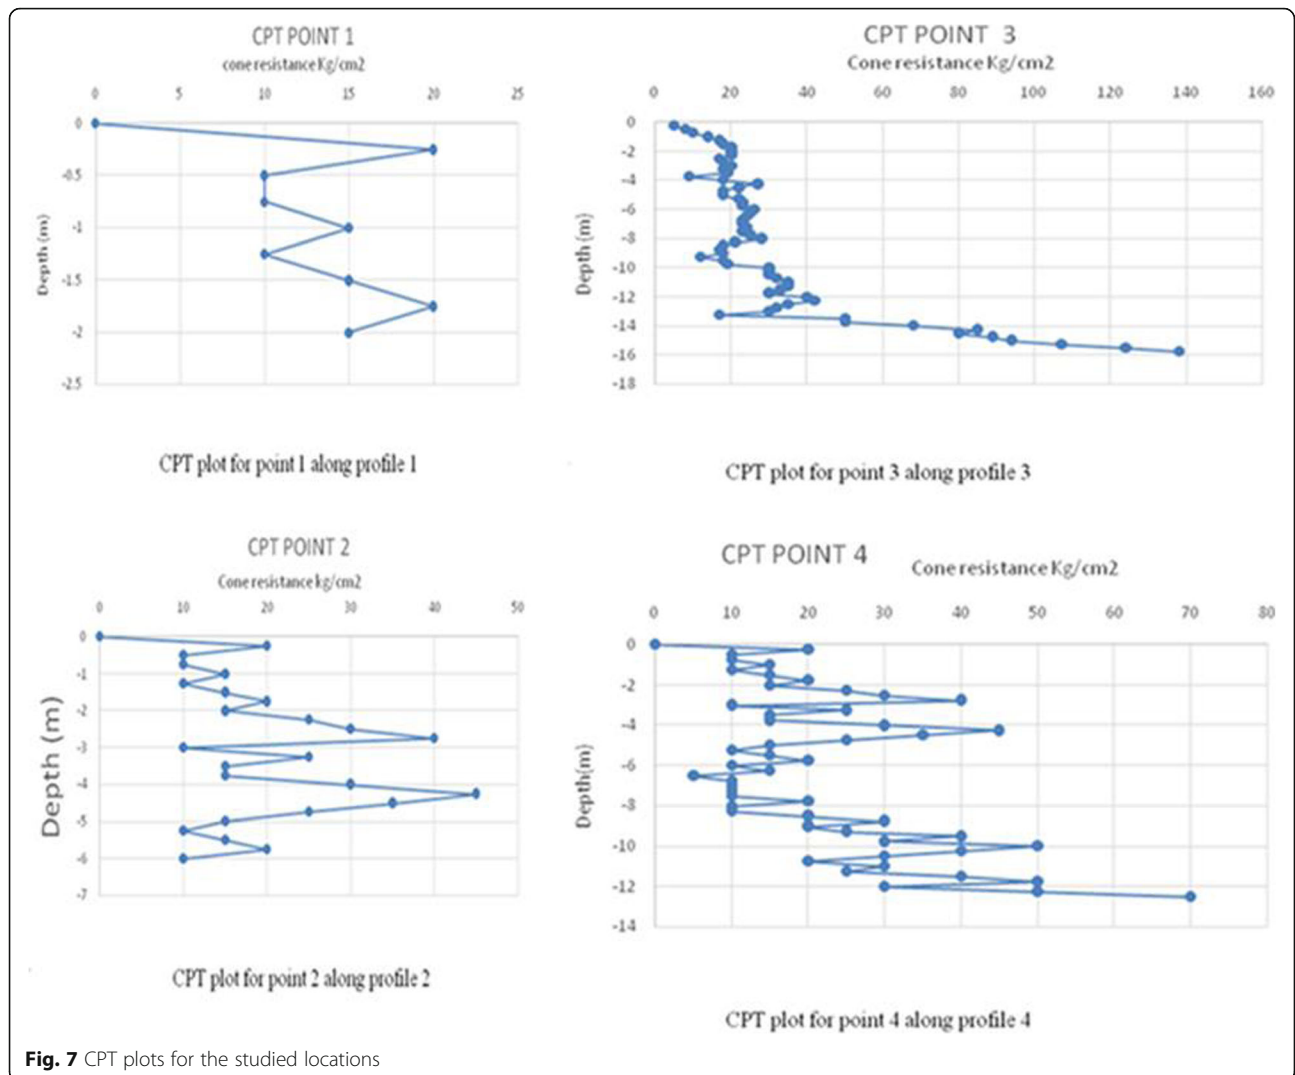 CPT POINT 1
cone resistance Kg/cm2
0 5 10 15 20 25
0
-0.5
-1
-1.5
-2
-2.5
Depth (m)
CPT plot for point 1 along profile 1
CPT POINT 3
Cone resistance Kg/cm2
0 20 40 60 80 100 120 140 160
0
-2
-4
-6
-8
-10
-12
-14
-16
-18
Depth (m)
CPT plot for point 3 along profile 3
CPT POINT 2
Cone resistance kg/cm2
0 10 20 30 40 50
0
-1
-2
-3
-4
-5
-6
-7
Depth (m)
CPT plot for point 2 along profile 2
CPT POINT 4
Cone resistance Kg/cm2
0 10 20 30 40 50 60 70 80
0
-2
-4
-6
-8
-10
-12
-14
Depth(m)
CPT plot for point 4 along profile 4
Fig. 7 CPT plots for the studied locations